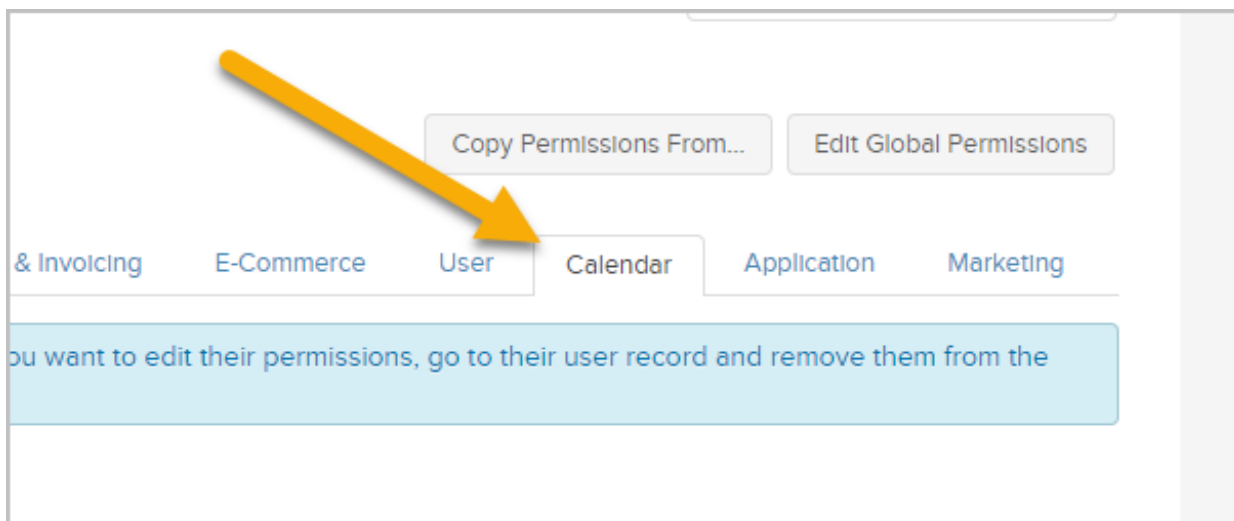 Copy Permissions From...
Edit Global Permissions
& Invoicing
E-Commerce
User
Calendar
Application
Marketing
ou want to edit their permissions, go to their user record and remove them from the